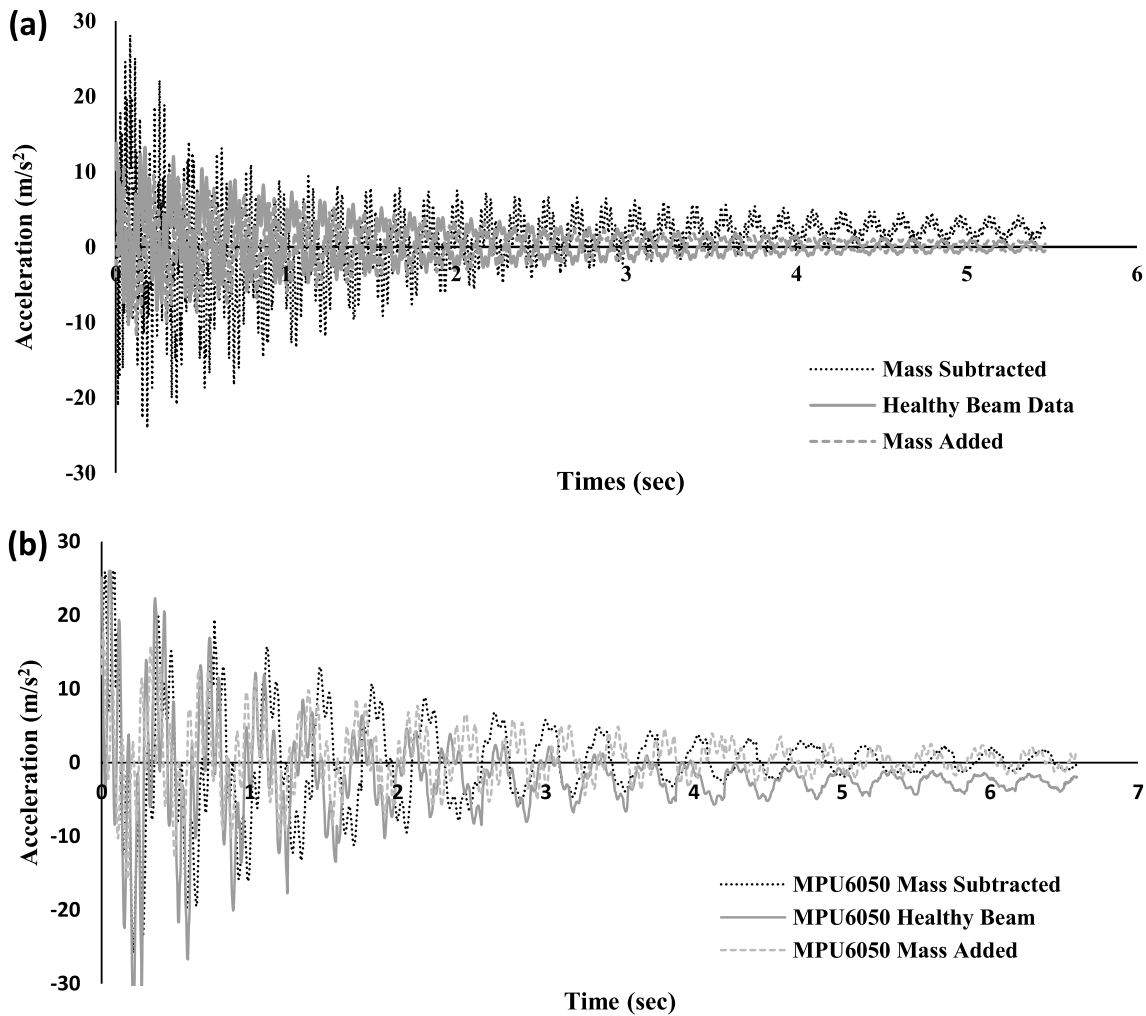 (a)
30
20
10
0
-10
-20
-30
Acceleration (m/s²)
0 1 2 3 4 5 6
Mass Subtracted
Healthy Beam Data
Mass Added
Times (sec)
(b)
30
20
10
0
-10
-20
-30
Acceleration (m/s²)
0 1 2 3 4 5 6 7
MPU6050 Mass Subtracted
MPU6050 Healthy Beam
MPU6050 Mass Added
Time (sec)